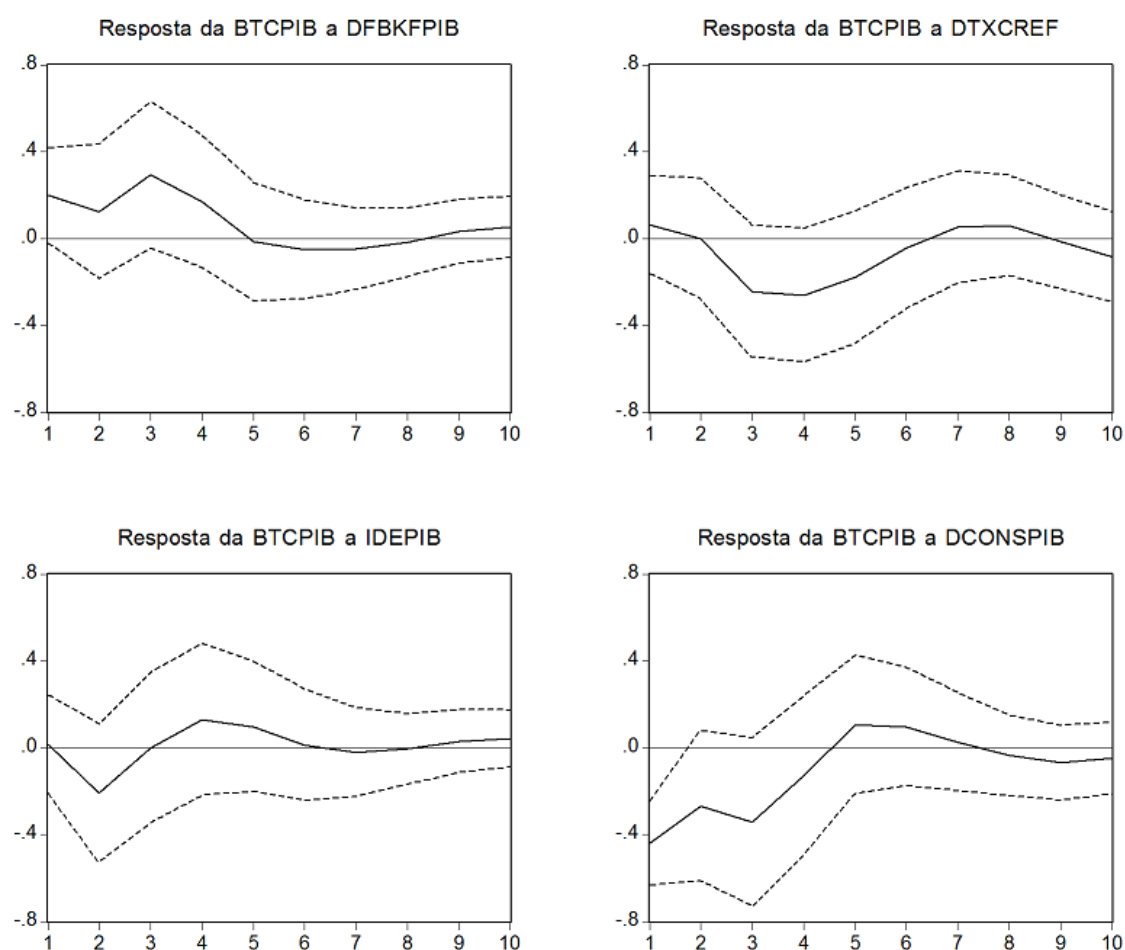 Resposta da BTCPIB a DFBKFPIB
.8
.4
.0
-.4
-.8
1 2 3 4 5 6 7 8 9 10
Resposta da BTCPIB a DTXCREF
.8
.4
.0
-.4
-.8
1 2 3 4 5 6 7 8 9 10
Resposta da BTCPIB a IDEPIB
.8
.4
.0
-.4
-.8
1 2 3 4 5 6 7 8 9 10
Resposta da BTCPIB a DCONSPIB
.8
.4
.0
-.4
-.8
1 2 3 4 5 6 7 8 9 10